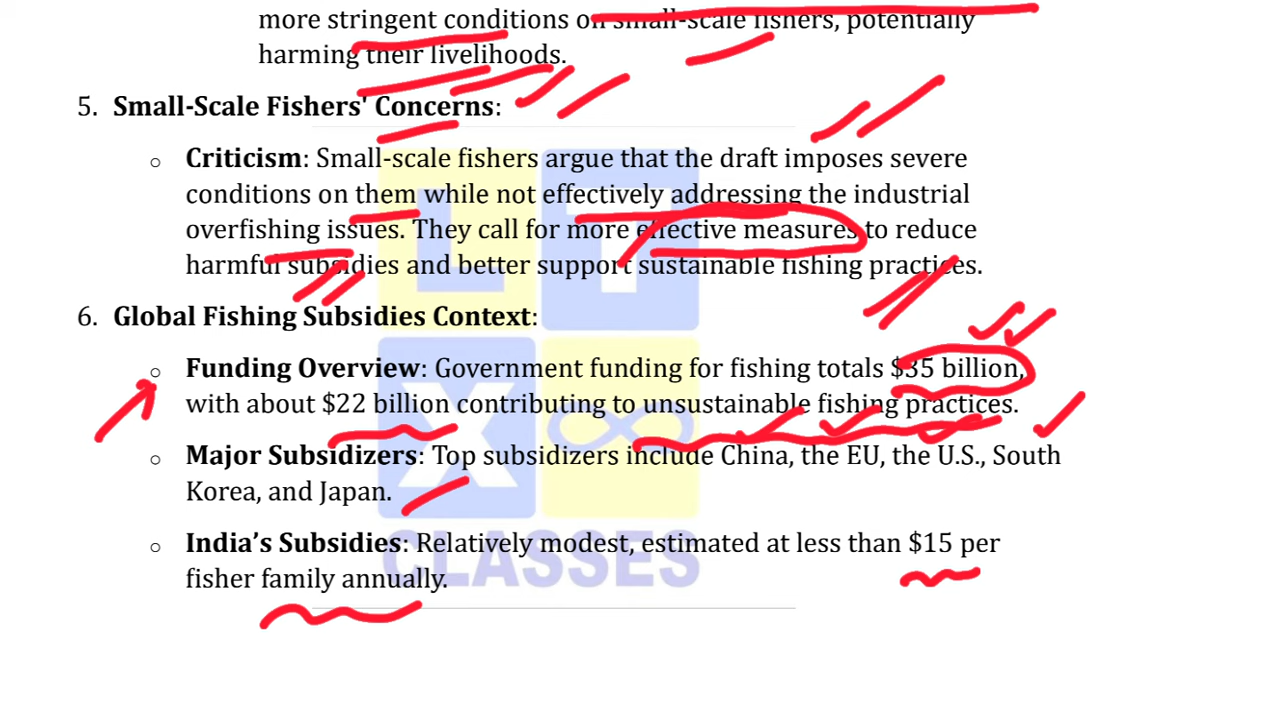 more stringent conditions on small-scale fishers, potentially
harming their livelihoods.
5. Small-Scale Fishers' Concerns:
○ Criticism: Small-scale fishers argue that the draft imposes severe
conditions on them while not effectively addressing the industrial
overfishing issues. They call for more effective measures to reduce
harmful subsidies and better support sustainable fishing practices.
6. Global Fishing Subsidies Context:
○ Funding Overview: Government funding for fishing totals $35 billion,
with about $22 billion contributing to unsustainable fishing practices.
○ Major Subsidizers: Top subsidizers include China, the EU, the U.S., South
Korea, and Japan.
○ India’s Subsidies: Relatively modest, estimated at less than $15 per
fisher family annually.
L T
X ∞
CLASSES